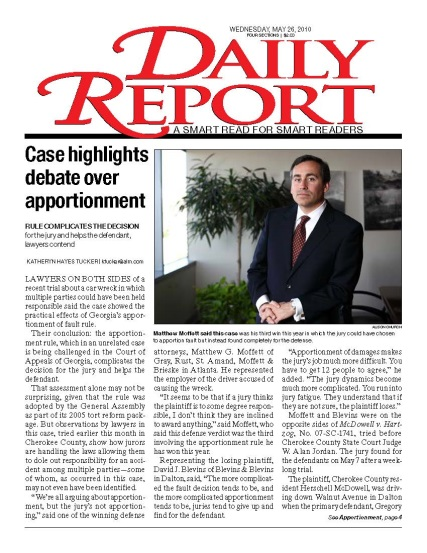 WEDNESDAY, MAY 26, 2010
FOUR SECTIONS | $2.00
DAILY
REPORT
A SMART READ FOR SMART READERS
Case highlights
debate over
apportionment
RULE COMPLICATES THE DECISION
for the jury and helps the defendant,
lawyers contend
KATHERYN HAYES TUCKER | ktucker@alm.com
LAWYERS ON BOTH SIDES of a
recent trial about a car wreck in which
multiple parties could have been held
responsible said the case showed the
practical effects of Georgia's appor-
tionment of fault rule.
Their conclusion: the apportion-
ment rule, which in an unrelated case
is being challenged in the Court of
Appeals of Georgia, complicates the
decision for the jury and helps the
defendant.
That assessment alone may not be
surprising, given that the rule was
adopted by the General Assembly
as part of its 2005 tort reform pack-
age. But observations by lawyers in
this case, tried earlier this month in
Cherokee County, show how jurors
are handling the laws allowing them
to dole out responsibility for an acci-
dent among multiple parties—some
of whom, as occurred in this case,
may not even have been identified.
"We're all arguing about apportion-
ment, but the jury's not apportion-
ing," said one of the winning defense
ALISON CHURCH
Matthew Moffett said this case was his third win this year in which the jury could have chosen
to apportion fault but instead found completely for the defense.
attorneys, Matthew G. Moffett of
Gray, Rust, St. Amand, Moffett &
Brieske in Atlanta. He represented
the employer of the driver accused of
causing the wreck.
"It seems to be that if a jury thinks
the plaintiff is to some degree respon-
sible, I don't think they are inclined
to award anything," said Moffett, who
said this defense verdict was the third
involving the apportionment rule he
has won this year.
Representing the losing plaintiff,
David J. Blevins of Blevins & Blevins
in Dalton, said, "The more complicat-
ed the fault decision tends to be, and
the more complicated apportionment
tends to be, juries tend to give up and
find for the defendant.
"Apportionment of damages makes
the jury's job much more difficult. You
have to get 12 people to agree," he
added. "The jury dynamics become
much more complicated. You run into
jury fatigue. They understand that if
they are not sure, the plaintiff loses."
Moffett and Blevins were on the
opposite sides of McDowell v. Hart-
zog, No. 07-SC-1741, tried before
Cherokee County State Court Judge
W. Alan Jordan. The jury found for
the defendants on May 7 after a week-
long trial.
The plaintiff, Cherokee County res-
ident Herschell McDowell, was driv-
ing down Walnut Avenue in Dalton
when the primary defendant, Gregory
See Apportionment, page 4